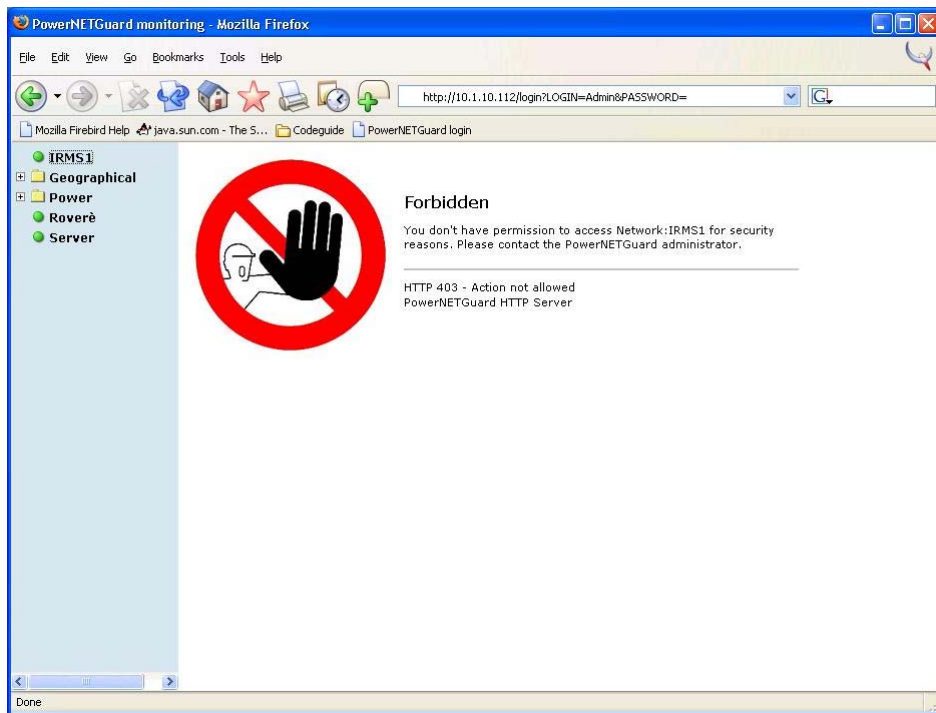 PowerNETGuard monitoring - Mozilla Firefox
File Edit View Go Bookmarks Tools Help
http://10.1.10.112/login?LOGIN=Admin&PASSWORD=
G
Mozilla Firebird Help java.sun.com - The S... Codeguide PowerNETGuard login
IRMS1
Geographical
Power
Roverè
Server
Forbidden
You don't have permission to access Network:IRMS1 for security
reasons. Please contact the PowerNETGuard administrator.
HTTP 403 - Action not allowed
PowerNETGuard HTTP Server
Done